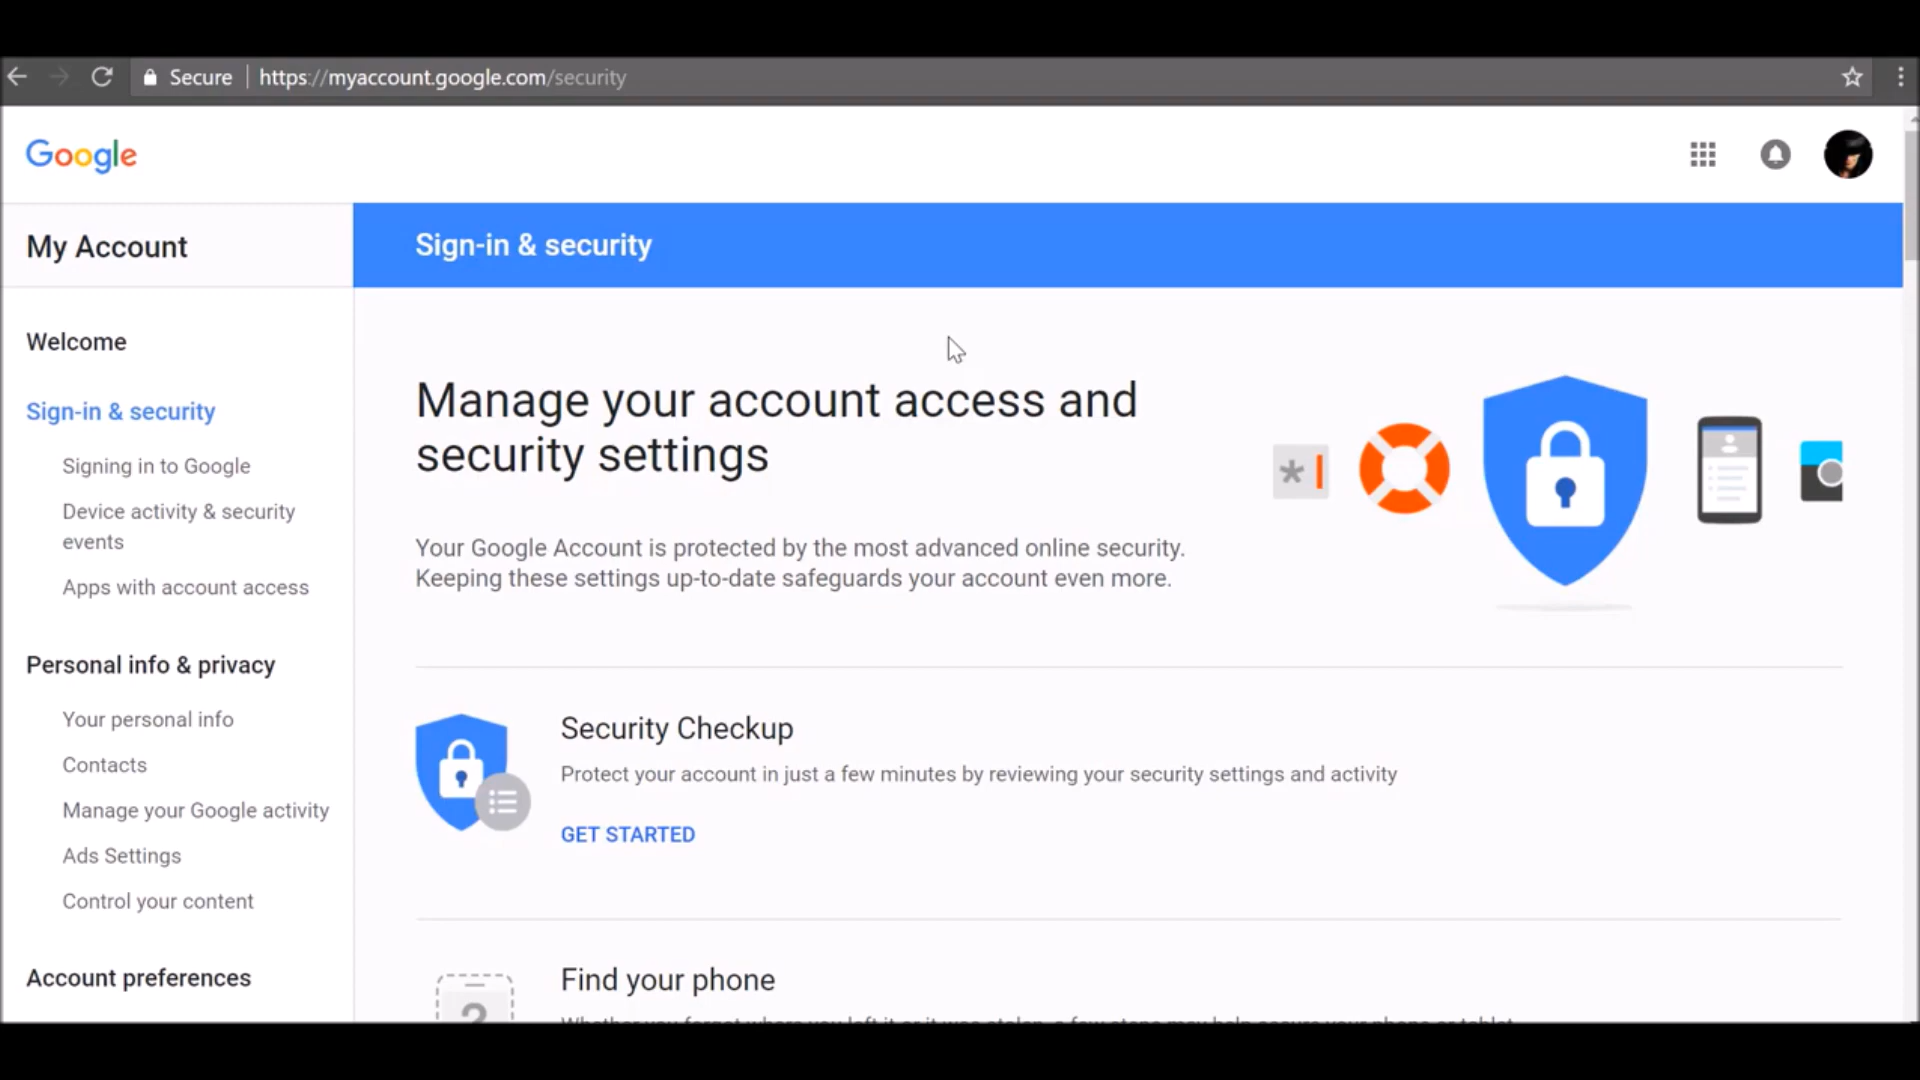 Secure https://myaccount.google.com/security
Google
My Account
Sign-in & security
Welcome
Sign-in & security
Signing in to Google
Device activity & security
events
Apps with account access
Personal info & privacy
Your personal info
Contacts
Manage your Google activity
Ads Settings
Control your content
Account preferences
Manage your account access and
security settings
Your Google Account is protected by the most advanced online security.
Keeping these settings up-to-date safeguards your account even more.
Security Checkup
Protect your account in just a few minutes by reviewing your security settings and activity
GET STARTED
Find your phone